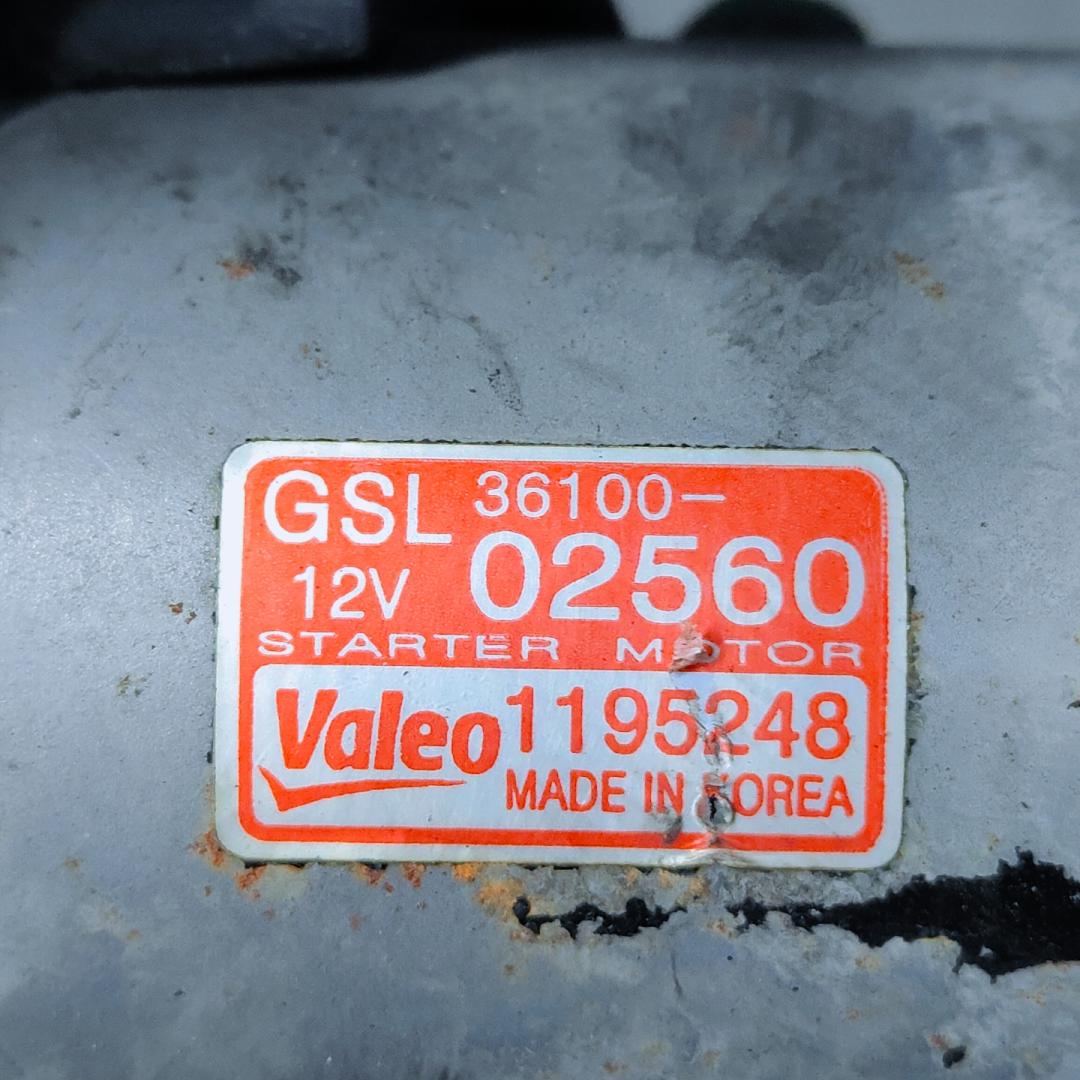 GSL 36100-
12V 02560
STARTER MOTOR
Valeo 1195248
MADE IN KOREA